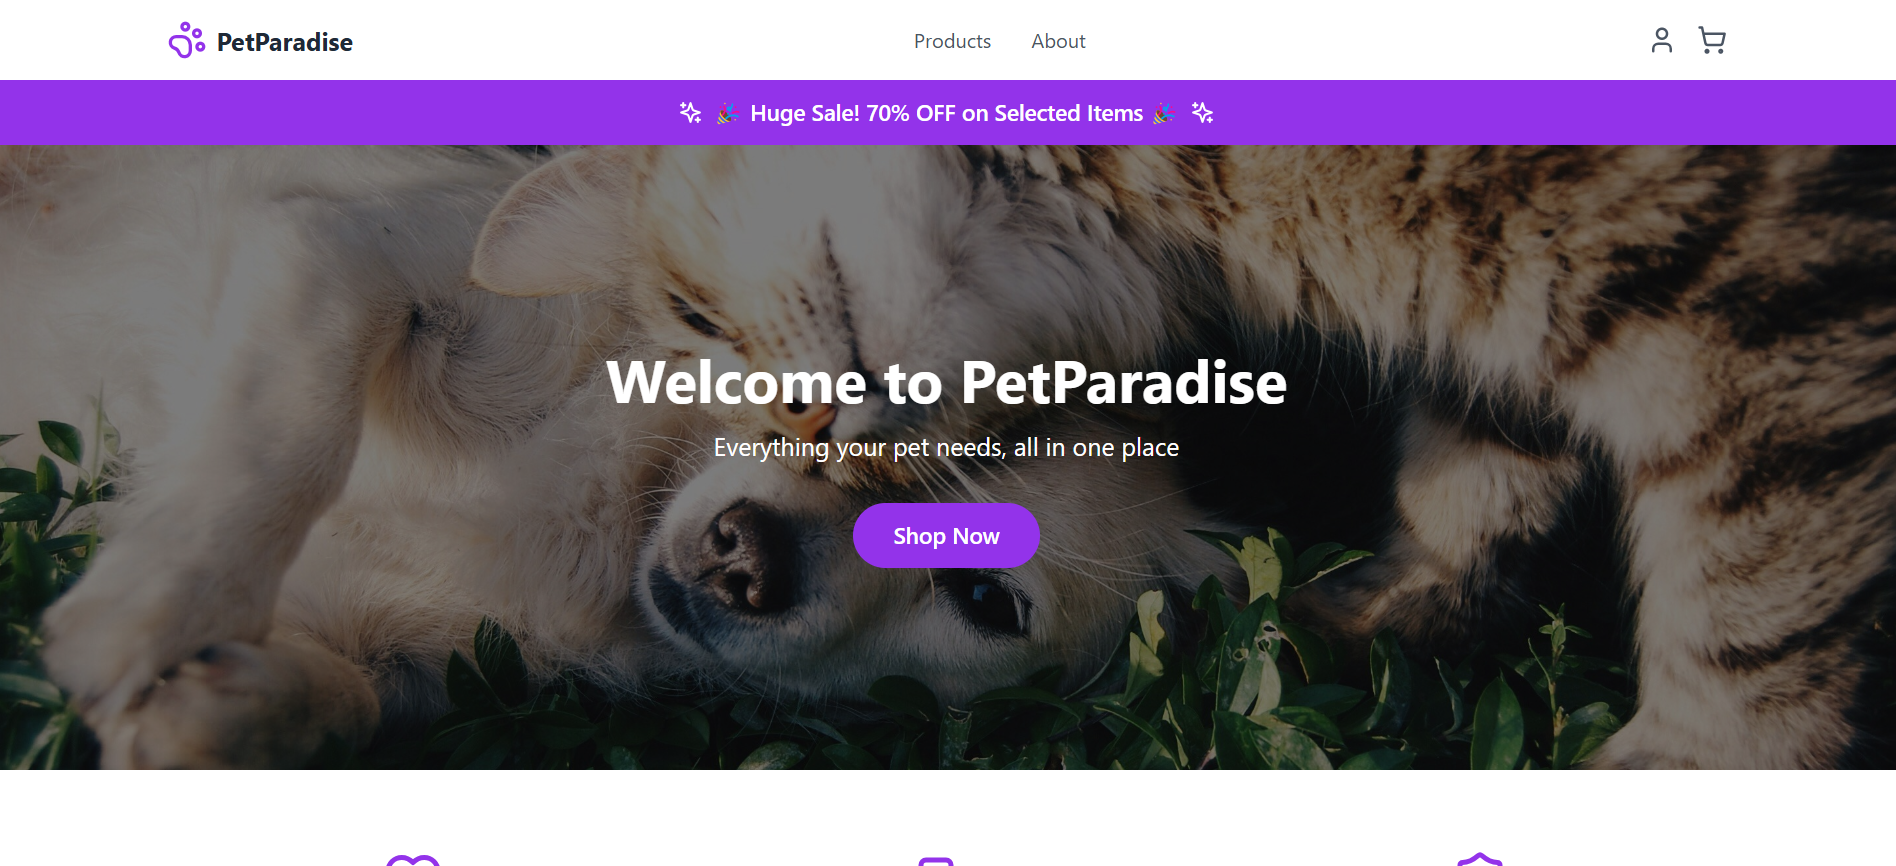 PetParadise
Products
About
🎉 Huge Sale! 70% OFF on Selected Items 🎉
Welcome to PetParadise
Everything your pet needs, all in one place
Shop Now